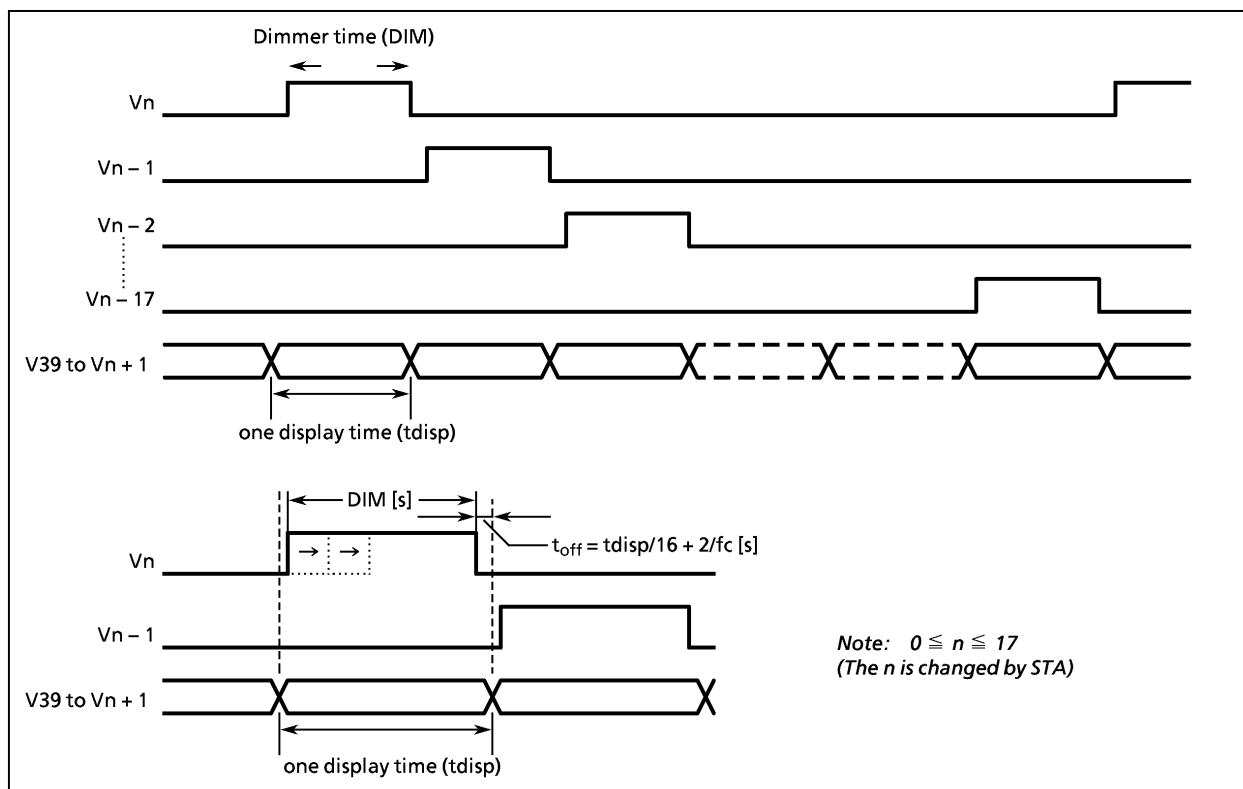 Dimmer time (DIM)
Vn
Vn – 1
Vn – 2
Vn – 17
V39 to Vn + 1
one display time (tdisp)
DIM [s]
toff = tdisp/16 + 2/fc [s]
Vn
Vn – 1
Note: 0 ≦ n ≦ 17
(The n is changed by STA)
V39 to Vn + 1
one display time (tdisp)